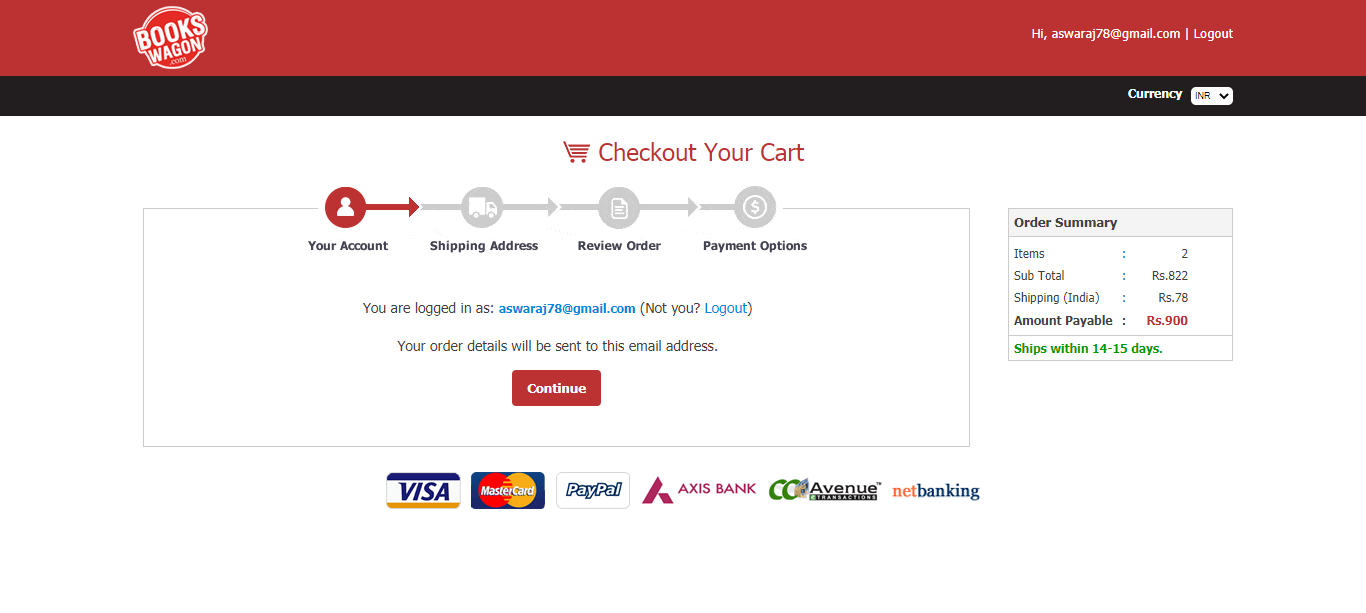 BOOKS
WAGON
.com
Hi, aswaraj78@gmail.com | Logout
Currency INR
Checkout Your Cart
Your Account Shipping Address Review Order Payment Options
You are logged in as: aswaraj78@gmail.com (Not you? Logout)
Your order details will be sent to this email address.
Continue
Order Summary
Items : 2
Sub Total : Rs.822
Shipping (India) : Rs.78
Amount Payable : Rs.900
Ships within 14-15 days.
VISA MasterCard PayPal AXIS BANK CCAvenue™ netbanking
E TRANSACTIONS